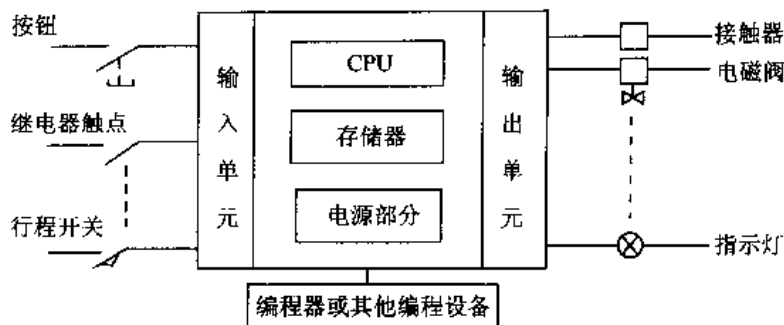 按钮
继电器触点
行程开关
输入单元
CPU
存储器
电源部分
输出单元
接触器
电磁阀
指示灯
编程器或其他编程设备